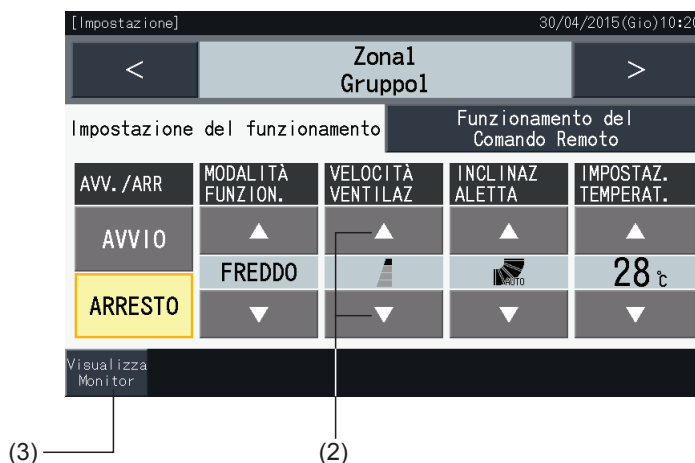 [Impostazione] 30/04/2015(Gio)10:20
< Zona1 >
Gruppo1
Impostazione del funzionamento
Funzionamento del
Comando Remoto
AVV./ARR
MODALITÀ
FUNZION.
VELOCITÀ
VENTILAZ
INCLINAZ
ALETTA
IMPOSTAZ.
TEMPERAT.
AVVIO
ARRESTO
FREDDO
AUTO
28 ℃
Visualizza
Monitor
(3) (2)